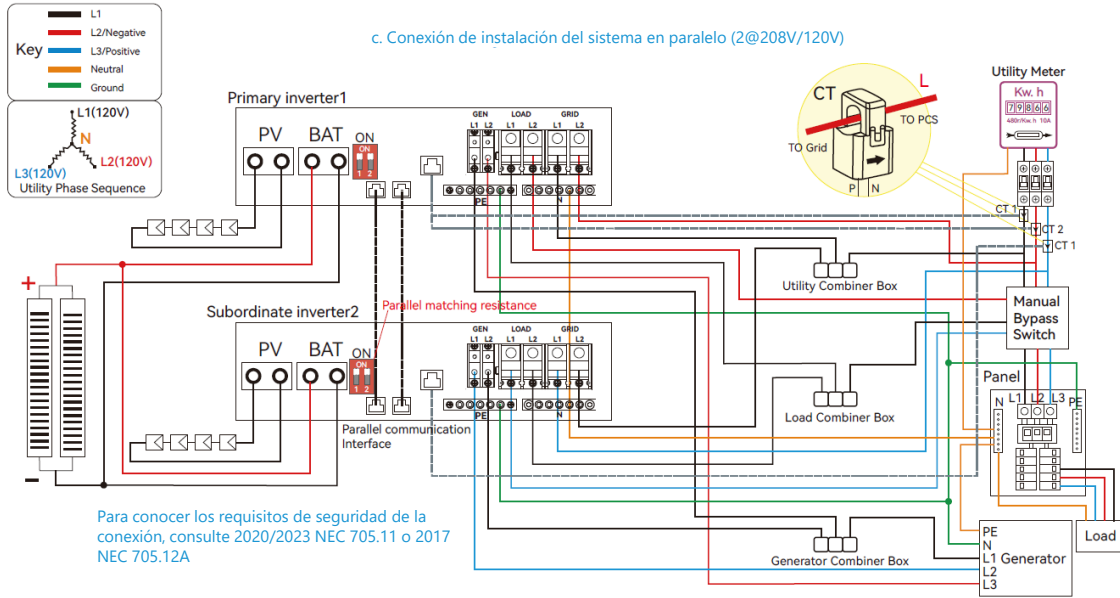 L1
L2/Negative
Key
L3/Positive
Neutral
Ground
L1(120V)
N
L3(120V)
L2(120V)
Utility Phase Sequence
c. Conexión de instalación del sistema en paralelo (2@208V/120V)
CT
L
TO PCS
TO Grid
P
N
Utility Meter
Kw. h
79866
480r/Kw. h 10A
Primary inverter1
PV
BAT
ON
ON
1 2
GEN
LOAD
GRID
L1 L2 L1 L2 L1 L2
PE
N
CT 1
CT 2
CT 1
Utility Combiner Box
Parallel matching resistance
Subordinate inverter2
PV
BAT
ON
ON
1 2
GEN
LOAD
GRID
L1 L2 L1 L2 L1 L2
PE
N
Manual
Bypass
Switch
Panel
N
L1 L2 L3
PE
Load Combiner Box
Parallel communication
Interface
+
−
Para conocer los requisitos de seguridad de la
conexión, consulte 2020/2023 NEC 705.11 o 2017
NEC 705.12A
Generator Combiner Box
PE
N
L1 Generator
L2
L3
Load